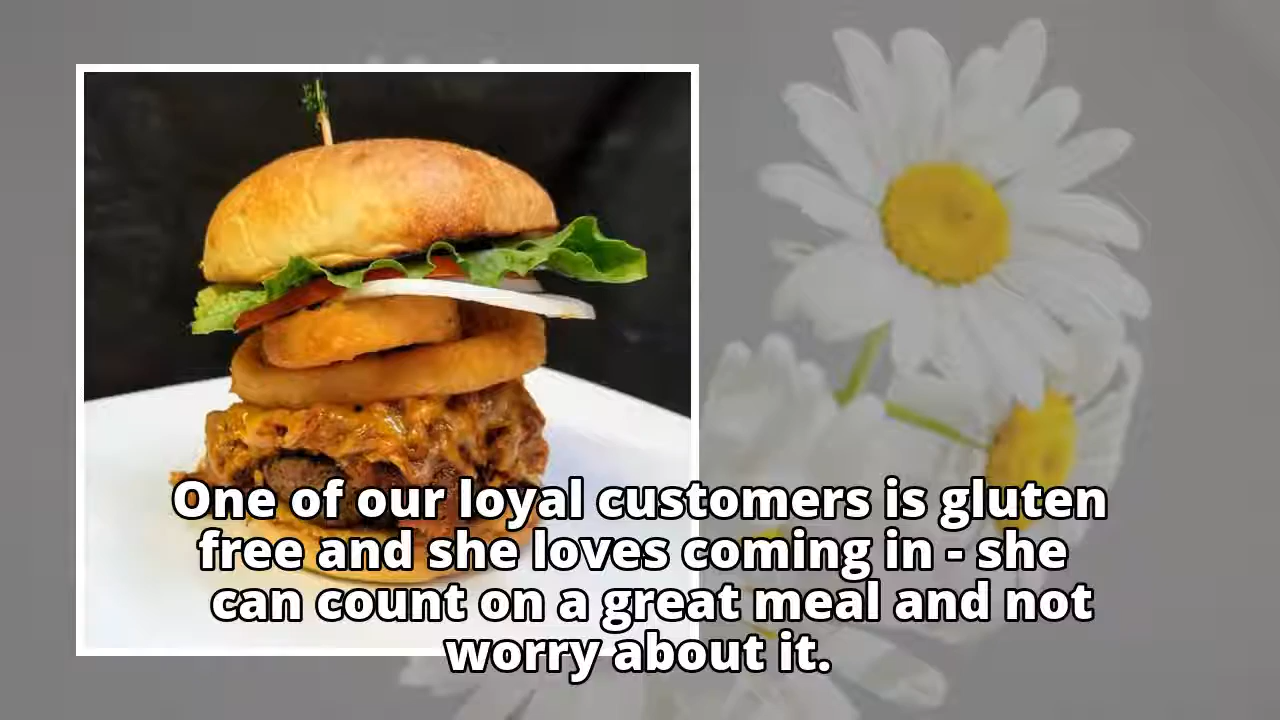 One of our loyal customers is gluten
free and she loves coming in - she
can count on a great meal and not
worry about it.